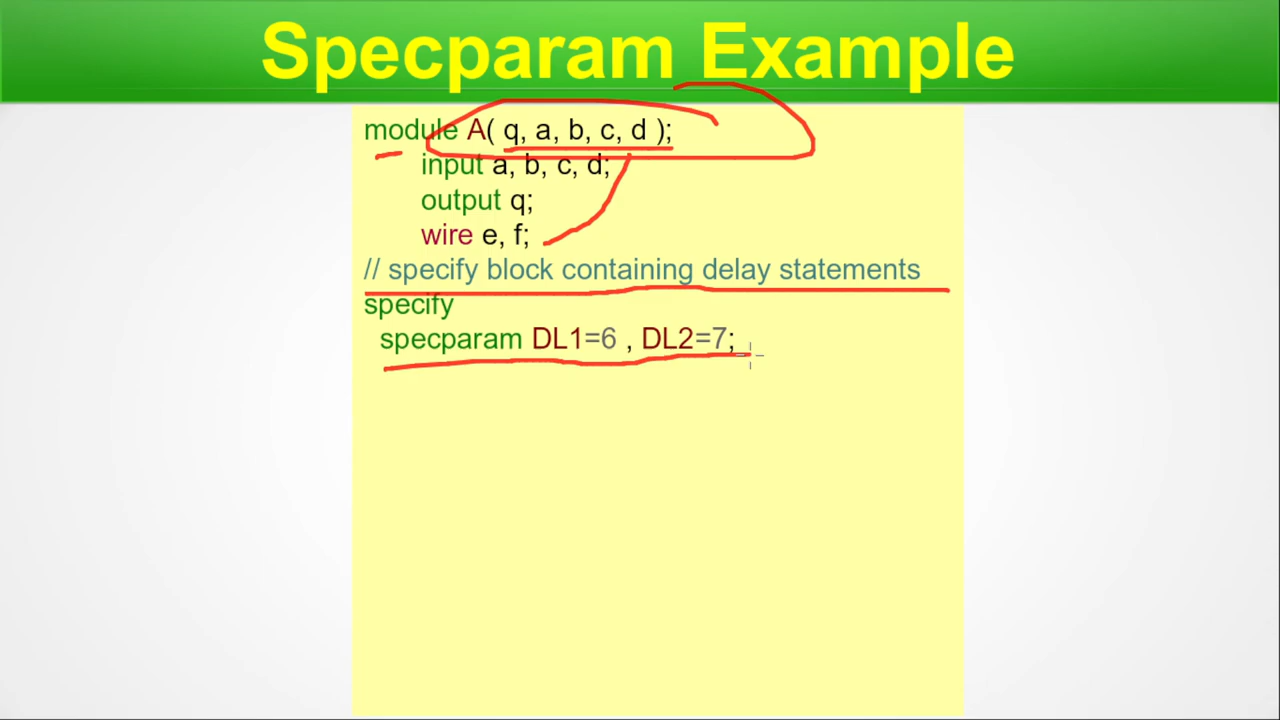 Specparam Example
module A( q, a, b, c, d );
input a, b, c, d;
output q;
wire e, f;
// specify block containing delay statements
specify
specparam DL1=6 , DL2=7;